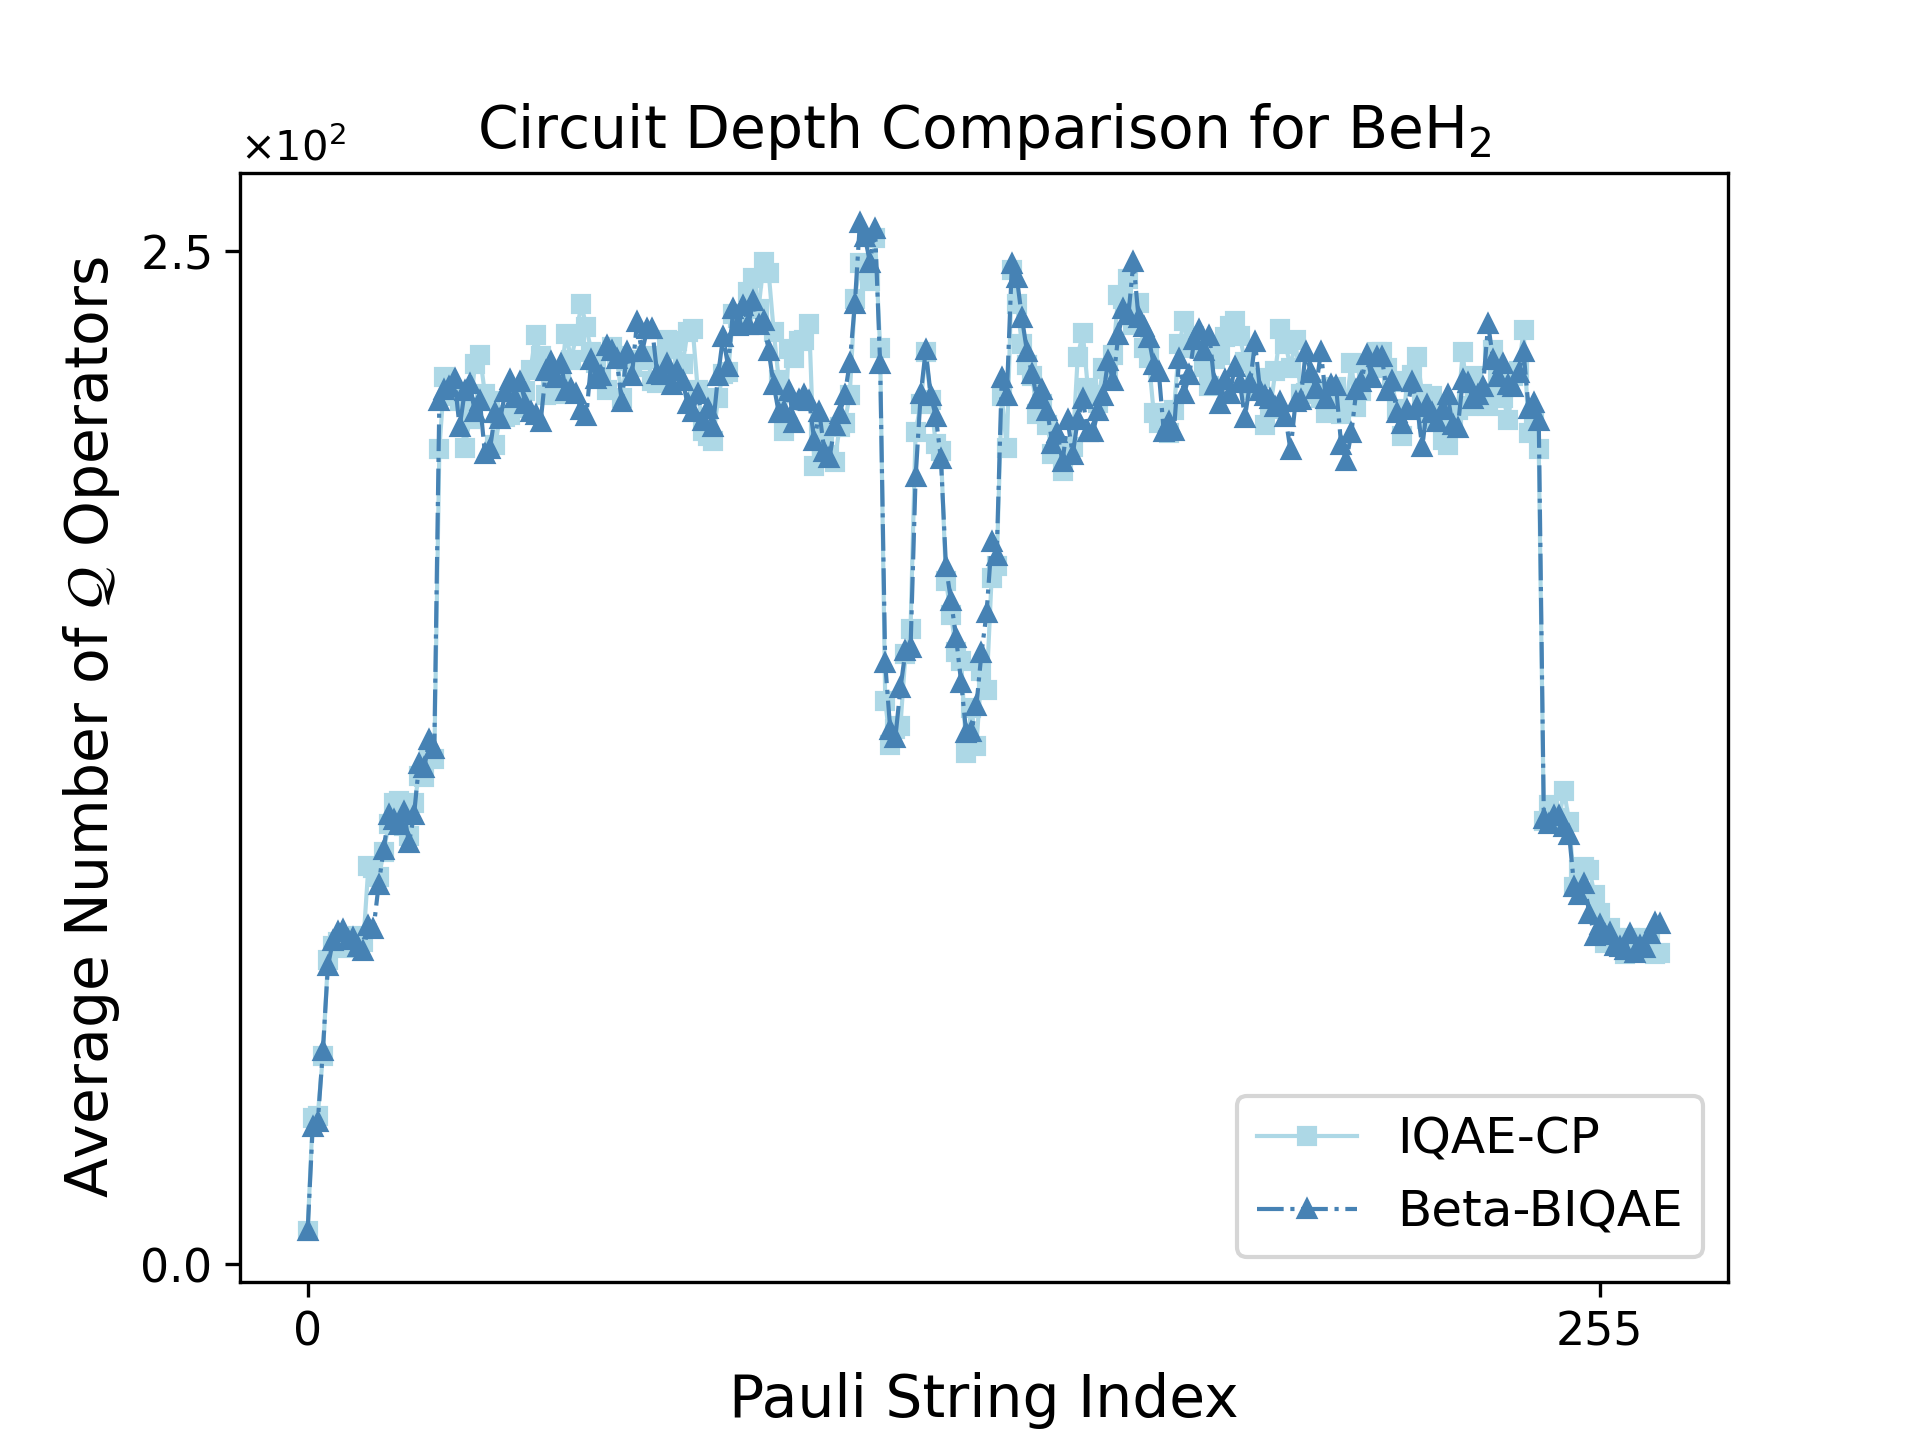 Circuit Depth Comparison for BeH₂
×10²
2.5
0.0
Average Number of 𝒬 Operators
0
255
Pauli String Index
IQAE-CP
Beta-BIQAE